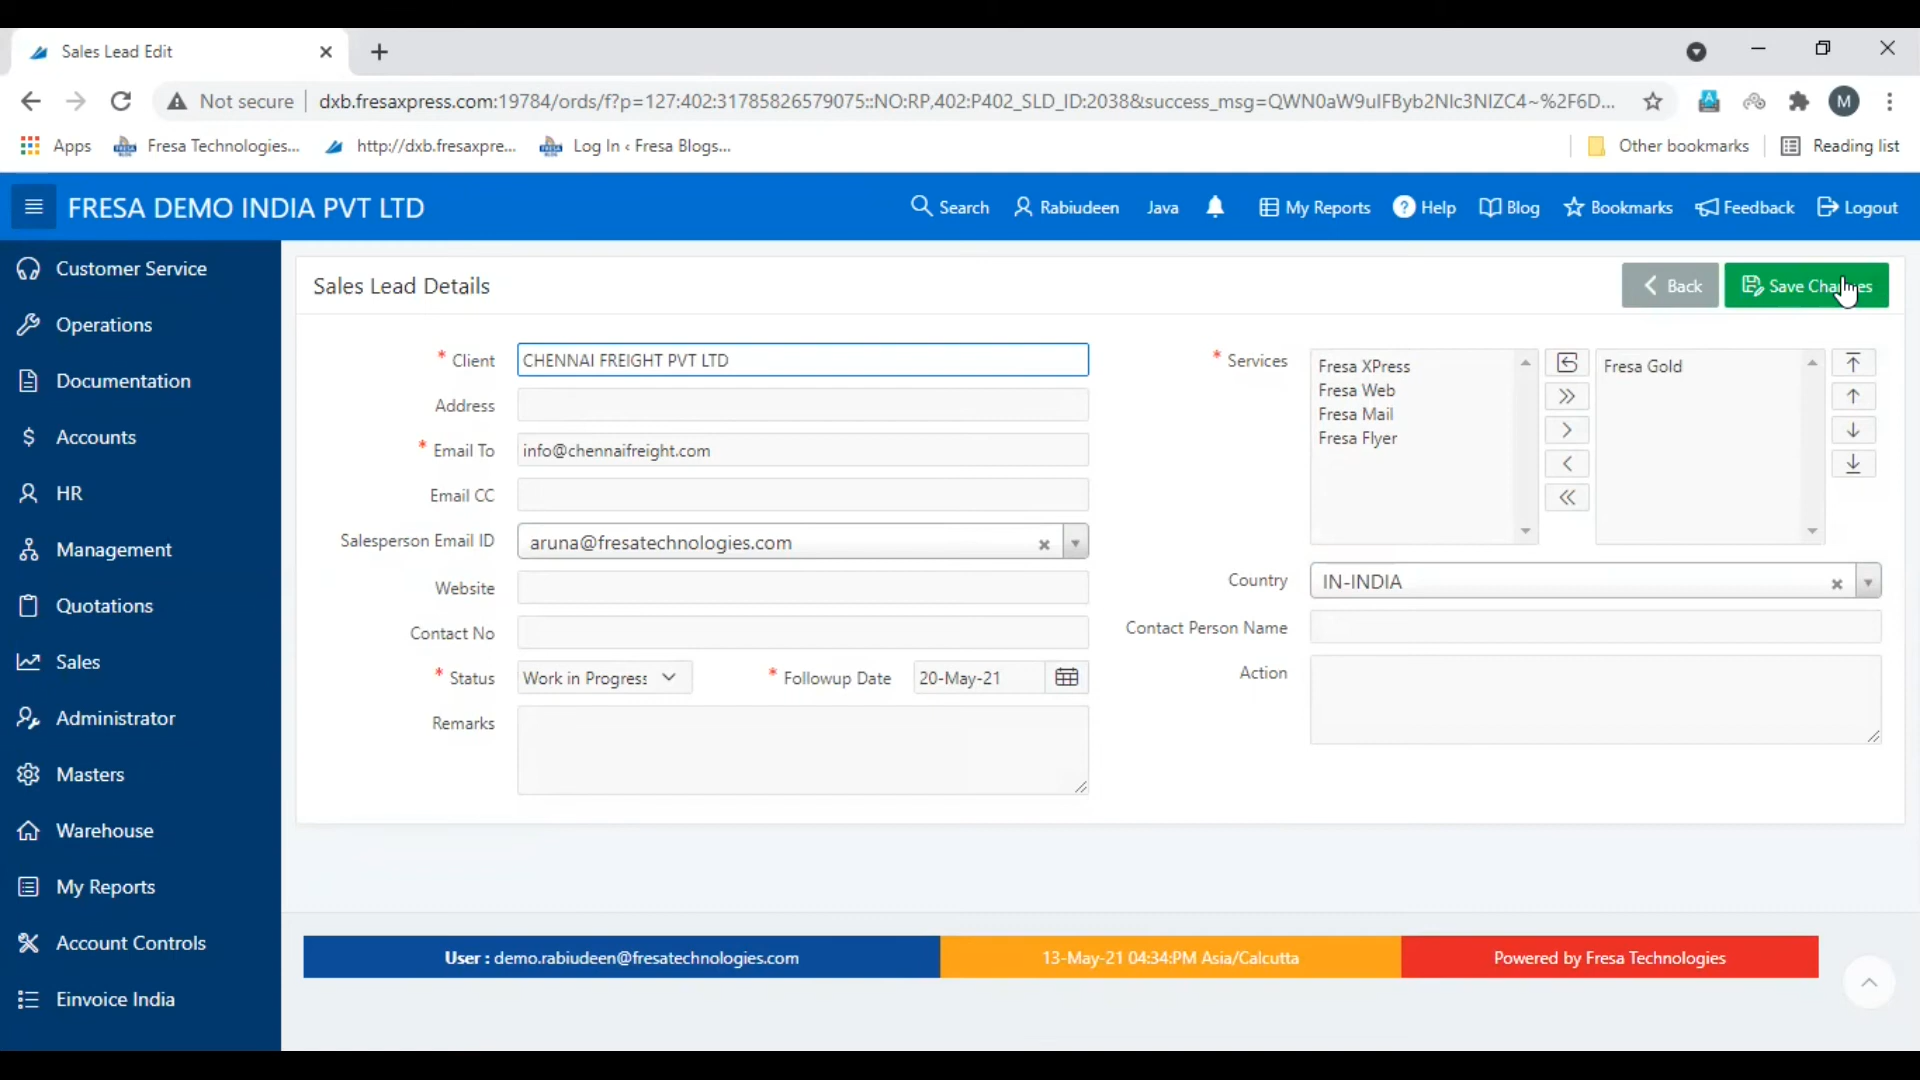 Sales Lead Edit
Not secure dxb.fresaxpress.com:19784/ords/f?p=127:402:31785826579075::NO:RP,402:P402_SLD_ID:2038&success_msg=QWN0aW9uIFByb2Nlc3NIZC4~%2F6D... M
Apps Fresa Technologies... http://dxb.fresaxpre... Log In ‹ Fresa Blogs... Other bookmarks Reading list
FRESA DEMO INDIA PVT LTD Search Rabiudeen Java My Reports Help Blog Bookmarks Feedback Logout
Customer Service
Operations
Documentation
Accounts
HR
Management
Quotations
Sales
Administrator
Masters
Warehouse
My Reports
Account Controls
Einvoice India
Sales Lead Details Back Save Changes
* Client CHENNAI FREIGHT PVT LTD
Address
* Email To info@chennaifreight.com
Email CC
Salesperson Email ID aruna@fresatechnologies.com
Website
Contact No
* Status Work in Progress * Followup Date 20-May-21
Remarks
* Services Fresa XPress Fresa Gold
Fresa Web
Fresa Mail
Fresa Flyer
Country IN-INDIA
Contact Person Name
Action
User : demo.rabiudeen@fresatechnologies.com 13-May-21 04:34:PM Asia/Calcutta Powered by Fresa Technologies